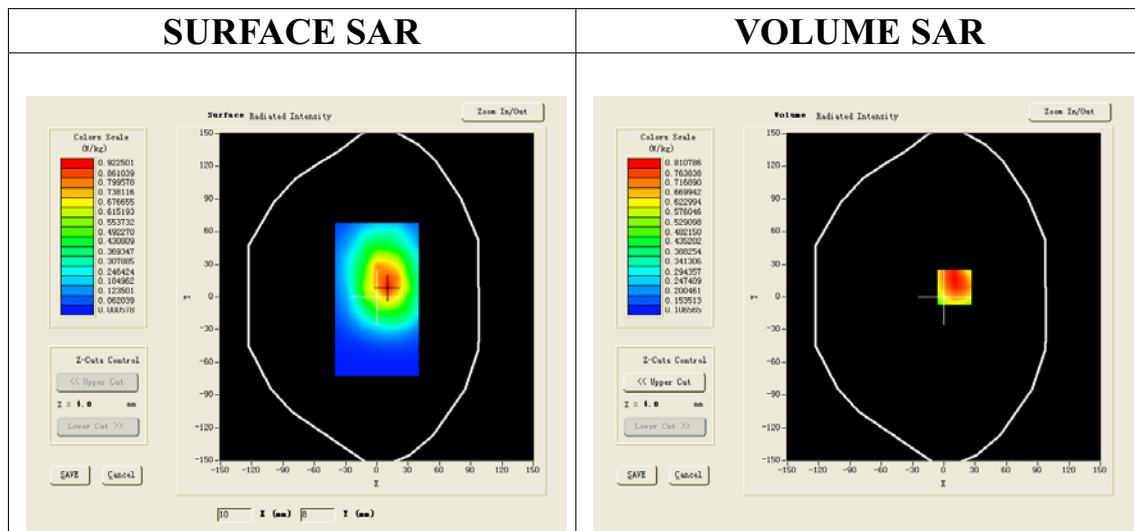 SURFACE SAR
VOLUME SAR
Surface Radiated Intensity
Zoom In/Out
Colors Scale
(W/kg)
0.922501
0.861039
0.799578
0.738116
0.676655
0.615193
0.553732
0.492270
0.430809
0.369347
0.307885
0.246424
0.184962
0.123501
0.062039
0.000578
150
120
90
60
30
0
-30
-60
-90
-120
-150
Y
-150 -120 -90 -60 -30 0 30 60 90 120 150
X
Z-Cuts Control
<< Upper Cut
Z = 4.0 mm
Lower Cut >>
SAVE
Cancel
10 X (mm) 8 Y (mm)
Volume Radiated Intensity
Zoom In/Out
Colors Scale
(W/kg)
0.810786
0.763838
0.716890
0.669942
0.622994
0.576046
0.529098
0.482150
0.435202
0.388254
0.341306
0.294357
0.247409
0.200461
0.153513
0.106565
150
120
90
60
30
0
-30
-60
-90
-120
-150
Y
-150 -120 -90 -60 -30 0 30 60 90 120 150
X
Z-Cuts Control
<< Upper Cut
Z = 4.0 mm
Lower Cut >>
SAVE
Cancel